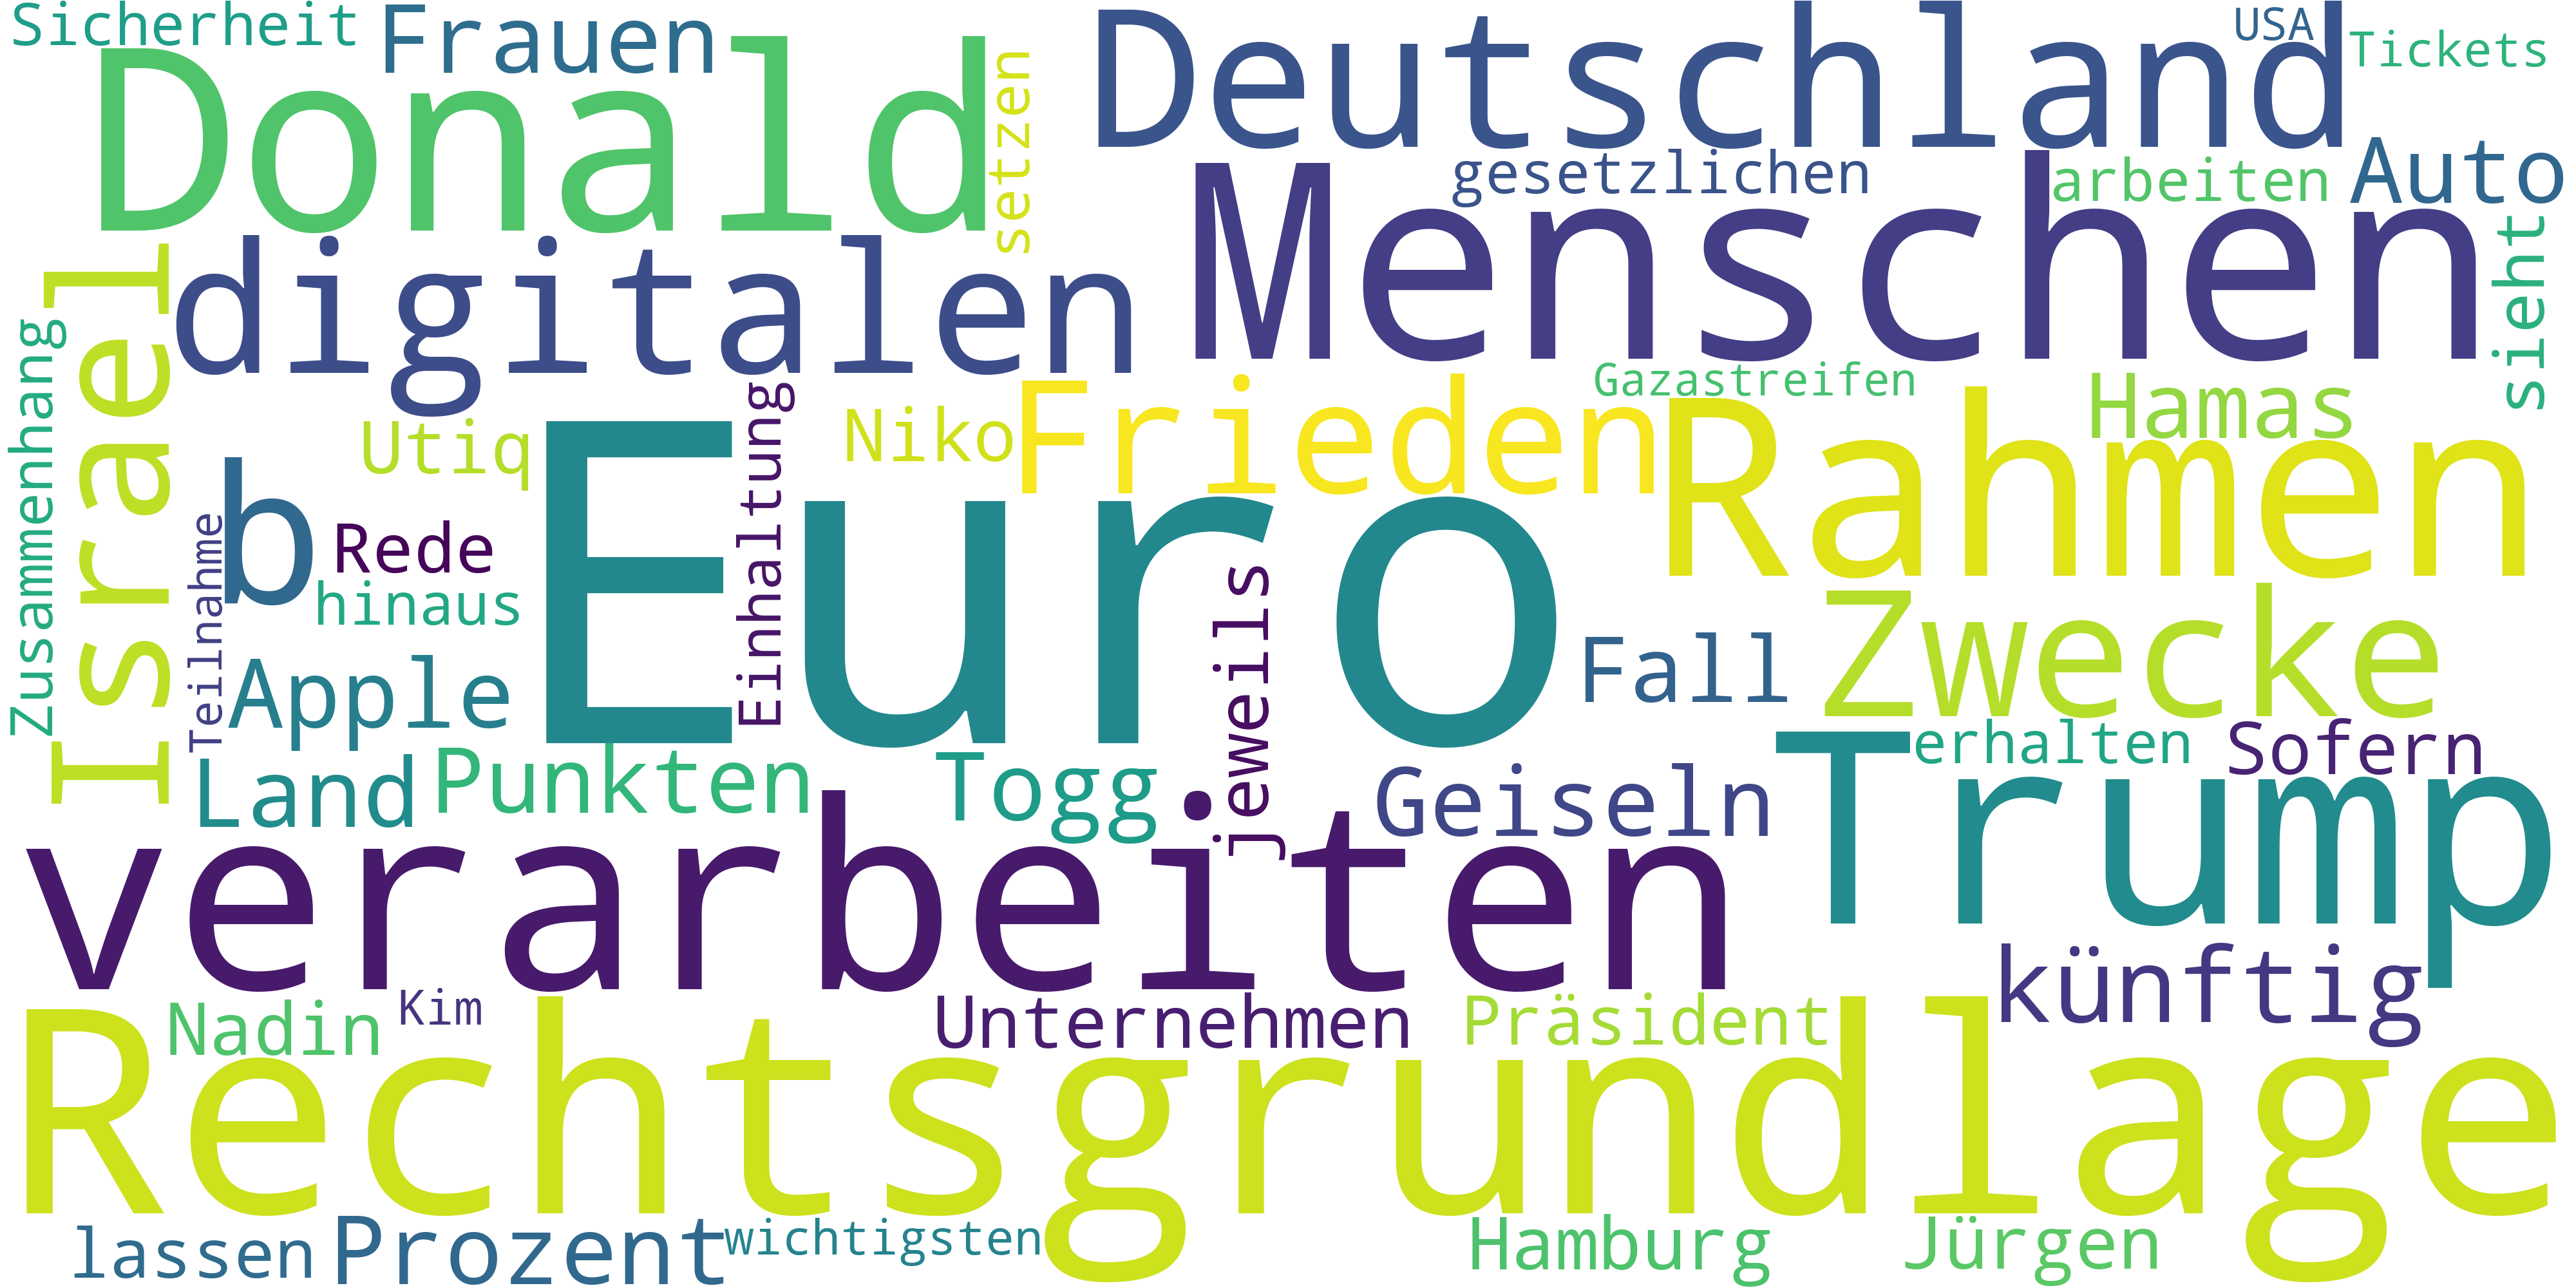 Sicherheit
Frauen
Donald
setzen
Deutschland
USA
Tickets
Menschen
gesetzlichen
arbeiten
Auto
sieht
digitalen
Israel
Zusammenhang
Utiq
Niko
Frieden
Gazastreifen
Hamas
Rahmen
b
Rede
hinaus
Teilnahme
Einhaltung
Euro
jeweils
Fall
Zwecke
Apple
Land
Punkten
Togg
Geiseln
erhalten
Sofern
Trump
verarbeiten
künftig
Nadin
Kim
Unternehmen
Präsident
Rechtsgrundlage
lassen
Prozent
wichtigsten
Hamburg
Jürgen